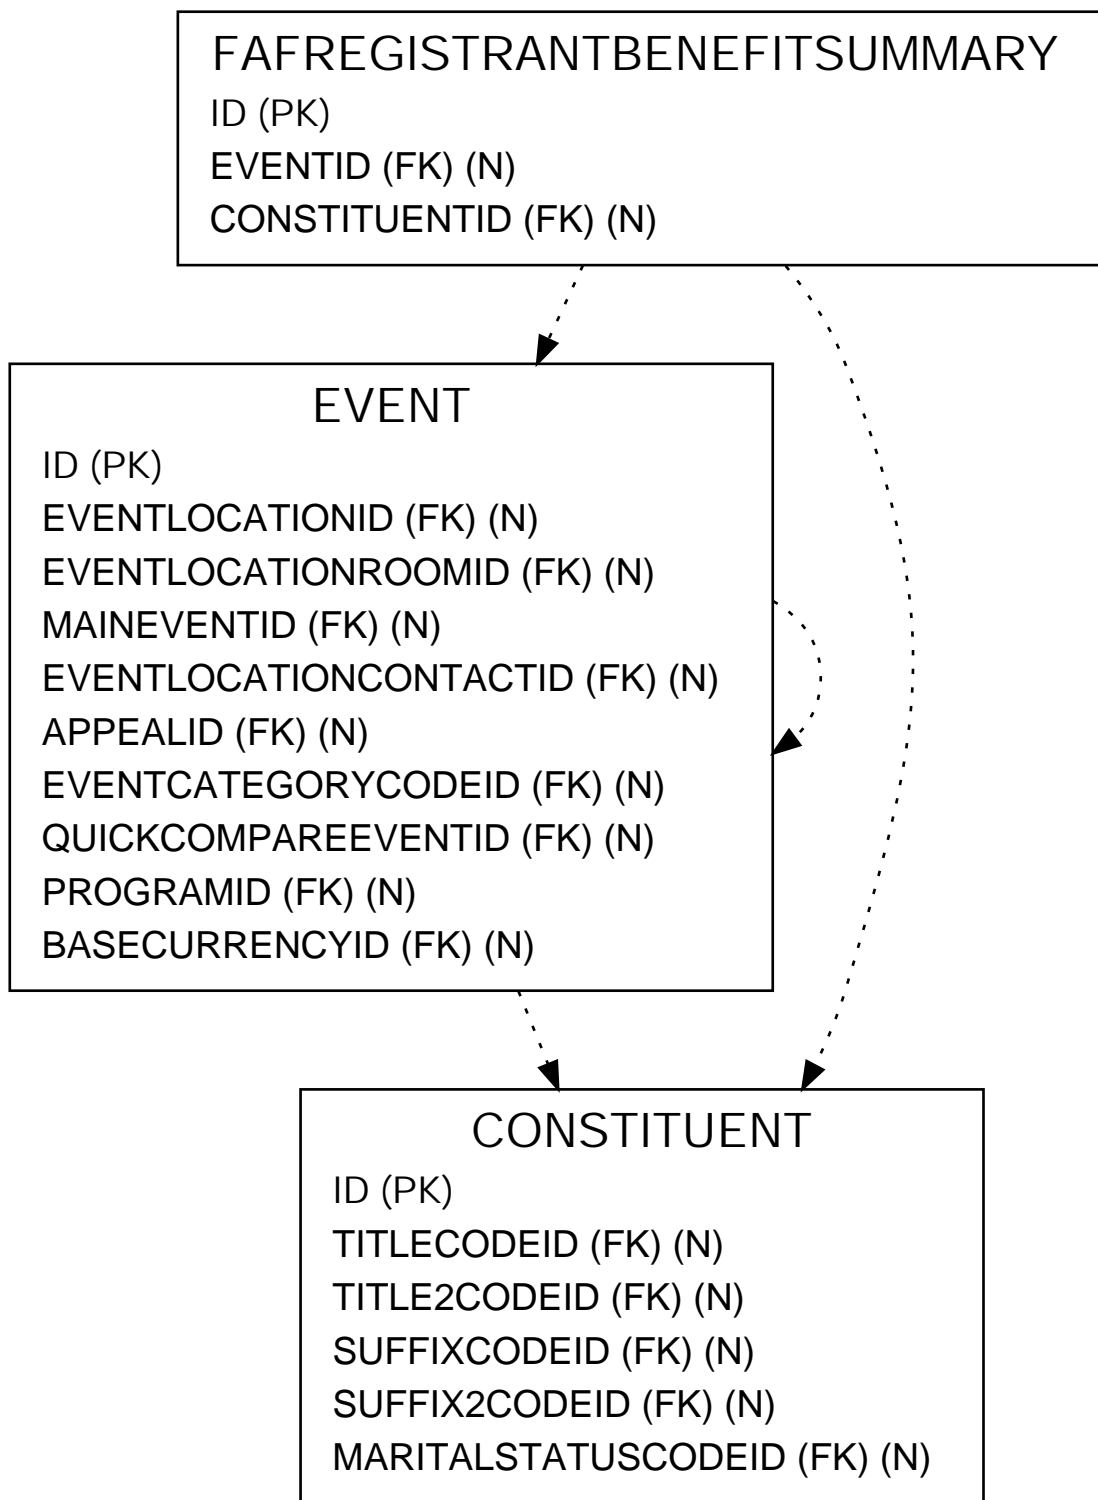 FAFREGISTRANTBENEFITSUMMARY
ID (PK)
EVENTID (FK) (N)
CONSTITUENTID (FK) (N)
EVENT
ID (PK)
EVENTLOCATIONID (FK) (N)
EVENTLOCATIONROOMID (FK) (N)
MAINEVENTID (FK) (N)
EVENTLOCATIONCONTACTID (FK) (N)
APPEALID (FK) (N)
EVENTCATEGORYCODEID (FK) (N)
QUICKCOMPAREEVENTID (FK) (N)
PROGRAMID (FK) (N)
BASECURRENCYID (FK) (N)
CONSTITUENT
ID (PK)
TITLECODEID (FK) (N)
TITLE2CODEID (FK) (N)
SUFFIXCODEID (FK) (N)
SUFFIX2CODEID (FK) (N)
MARITALSTATUSCODEID (FK) (N)